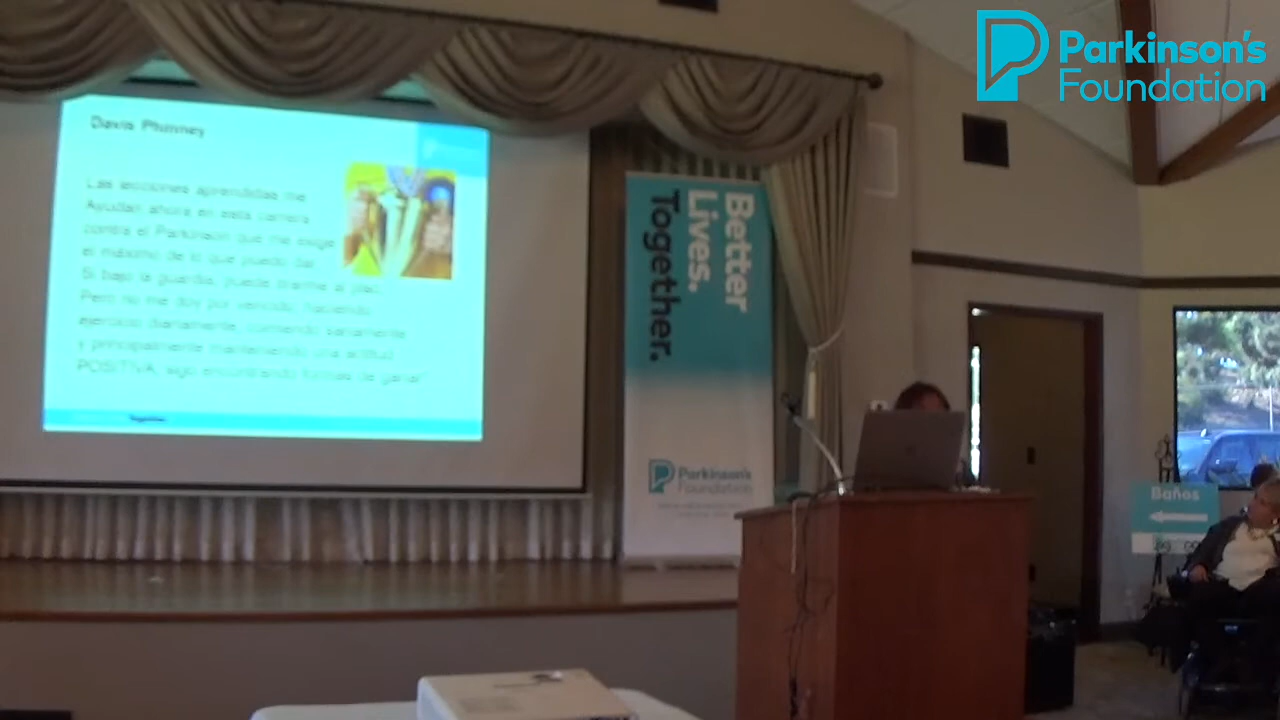 Parkinson's
Foundation
Davis Phinney
Las lecciones aprendidas me
Ayudan ahora en esta carrera
contra el Parkinson que me exige
el máximo de lo que puedo dar.
Si bajo la guardia, puede tirarme al piso.
Pero no me doy por vencido, haciendo
ejercicio diariamente, comiendo sanamente
y principalmente manteniendo una actitud
POSITIVA, sigo encontrando formas de ganar
Better
Lives.
Together.
Parkinson's
Foundation
Baños